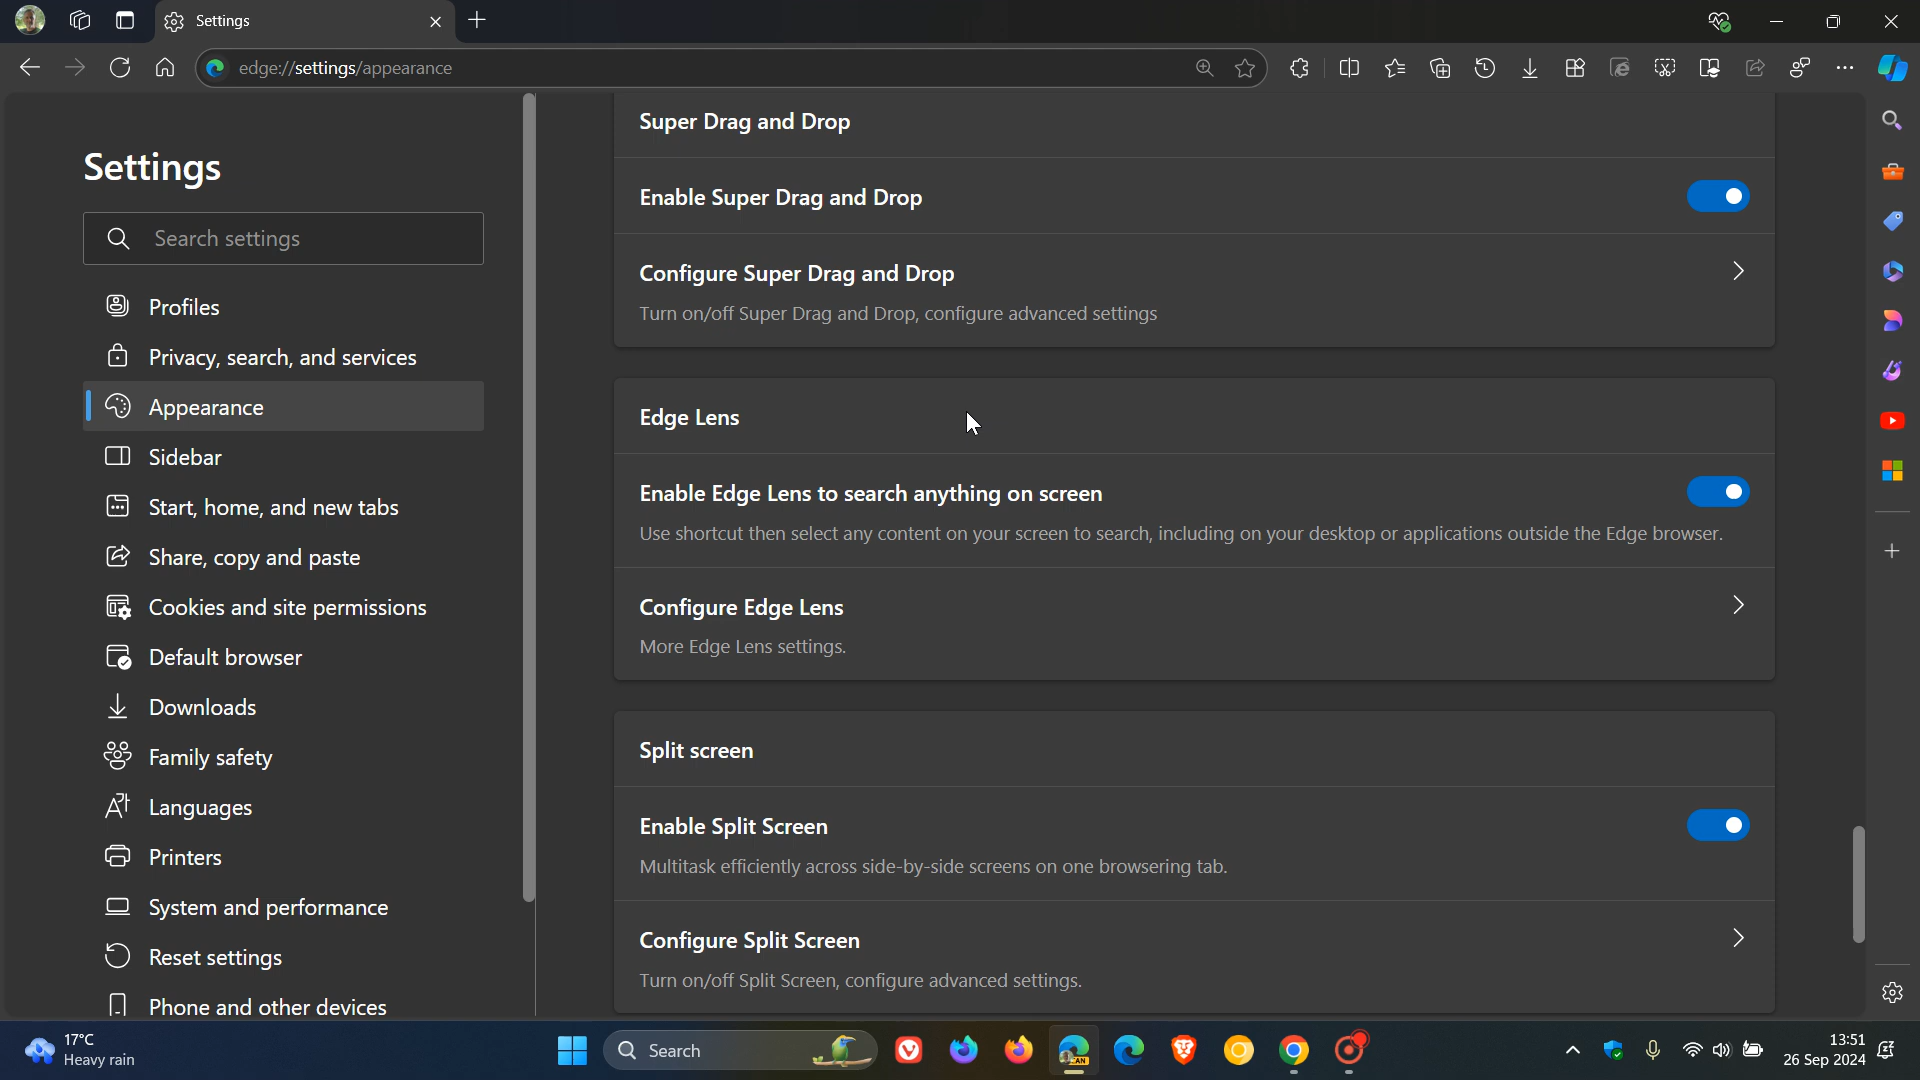 Settings
edge://settings/appearance
Settings
Search settings
Profiles
Privacy, search, and services
Appearance
Sidebar
Start, home, and new tabs
Share, copy and paste
Cookies and site permissions
Default browser
Downloads
Family safety
Languages
Printers
System and performance
Reset settings
Phone and other devices
Super Drag and Drop
Enable Super Drag and Drop
Configure Super Drag and Drop
Turn on/off Super Drag and Drop, configure advanced settings
Edge Lens
Enable Edge Lens to search anything on screen
Use shortcut then select any content on your screen to search, including on your desktop or applications outside the Edge browser.
Configure Edge Lens
More Edge Lens settings.
Split screen
Enable Split Screen
Multitask efficiently across side-by-side screens on one browsering tab.
Configure Split Screen
Turn on/off Split Screen, configure advanced settings.
17°C
Heavy rain
Search
CAN
13:51
26 Sep 2024